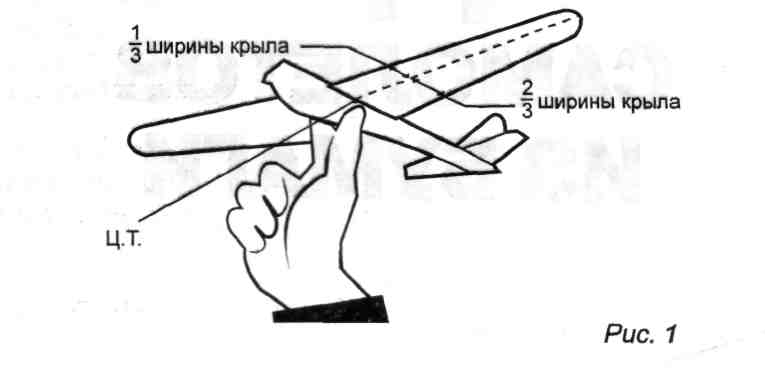 1/3 ширины крыла
2/3 ширины крыла
Ц.Т.
Рис. 1